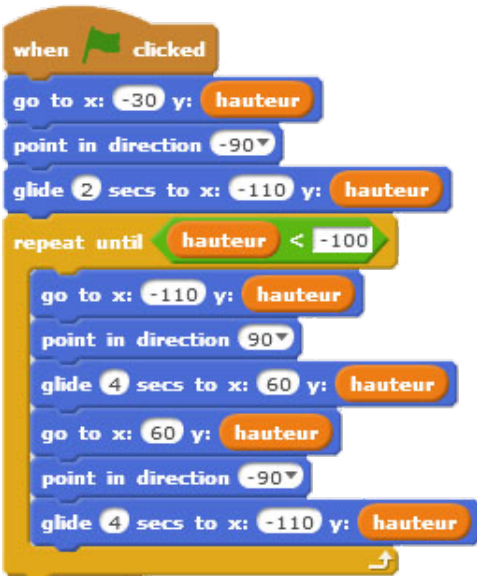 when clicked
go to x: -30 y: hauteur
point in direction -90
glide 2 secs to x: -110 y: hauteur
repeat until hauteur < -100
go to x: -110 y: hauteur
point in direction 90
glide 4 secs to x: 60 y: hauteur
go to x: 60 y: hauteur
point in direction -90
glide 4 secs to x: -110 y: hauteur